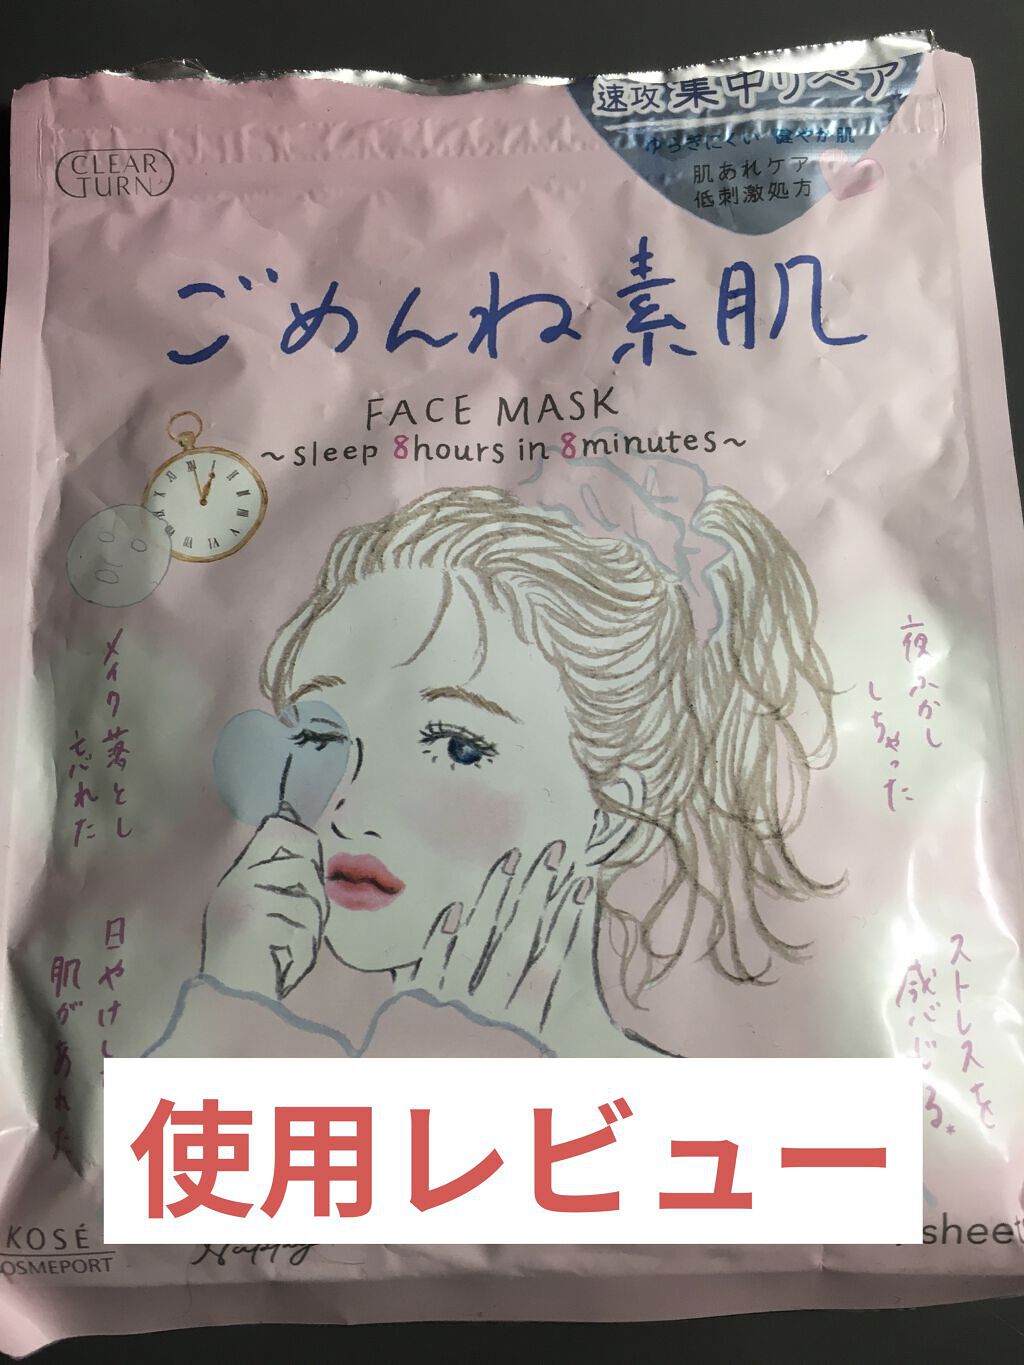 速攻 集中リペア
ゆらぎにくい 健やか肌
肌あれケア
低刺激処方
CLEAR
TURN
ごめんね素肌
FACE MASK
~sleep 8hours in 8minutes~
メイク落とし
忘れた
夜ふかし
しちゃった
日やけし
肌があれた
ストレスを
感じる。
使用レビュー
KOSÉ
OSMEPORT
Happy
sheet